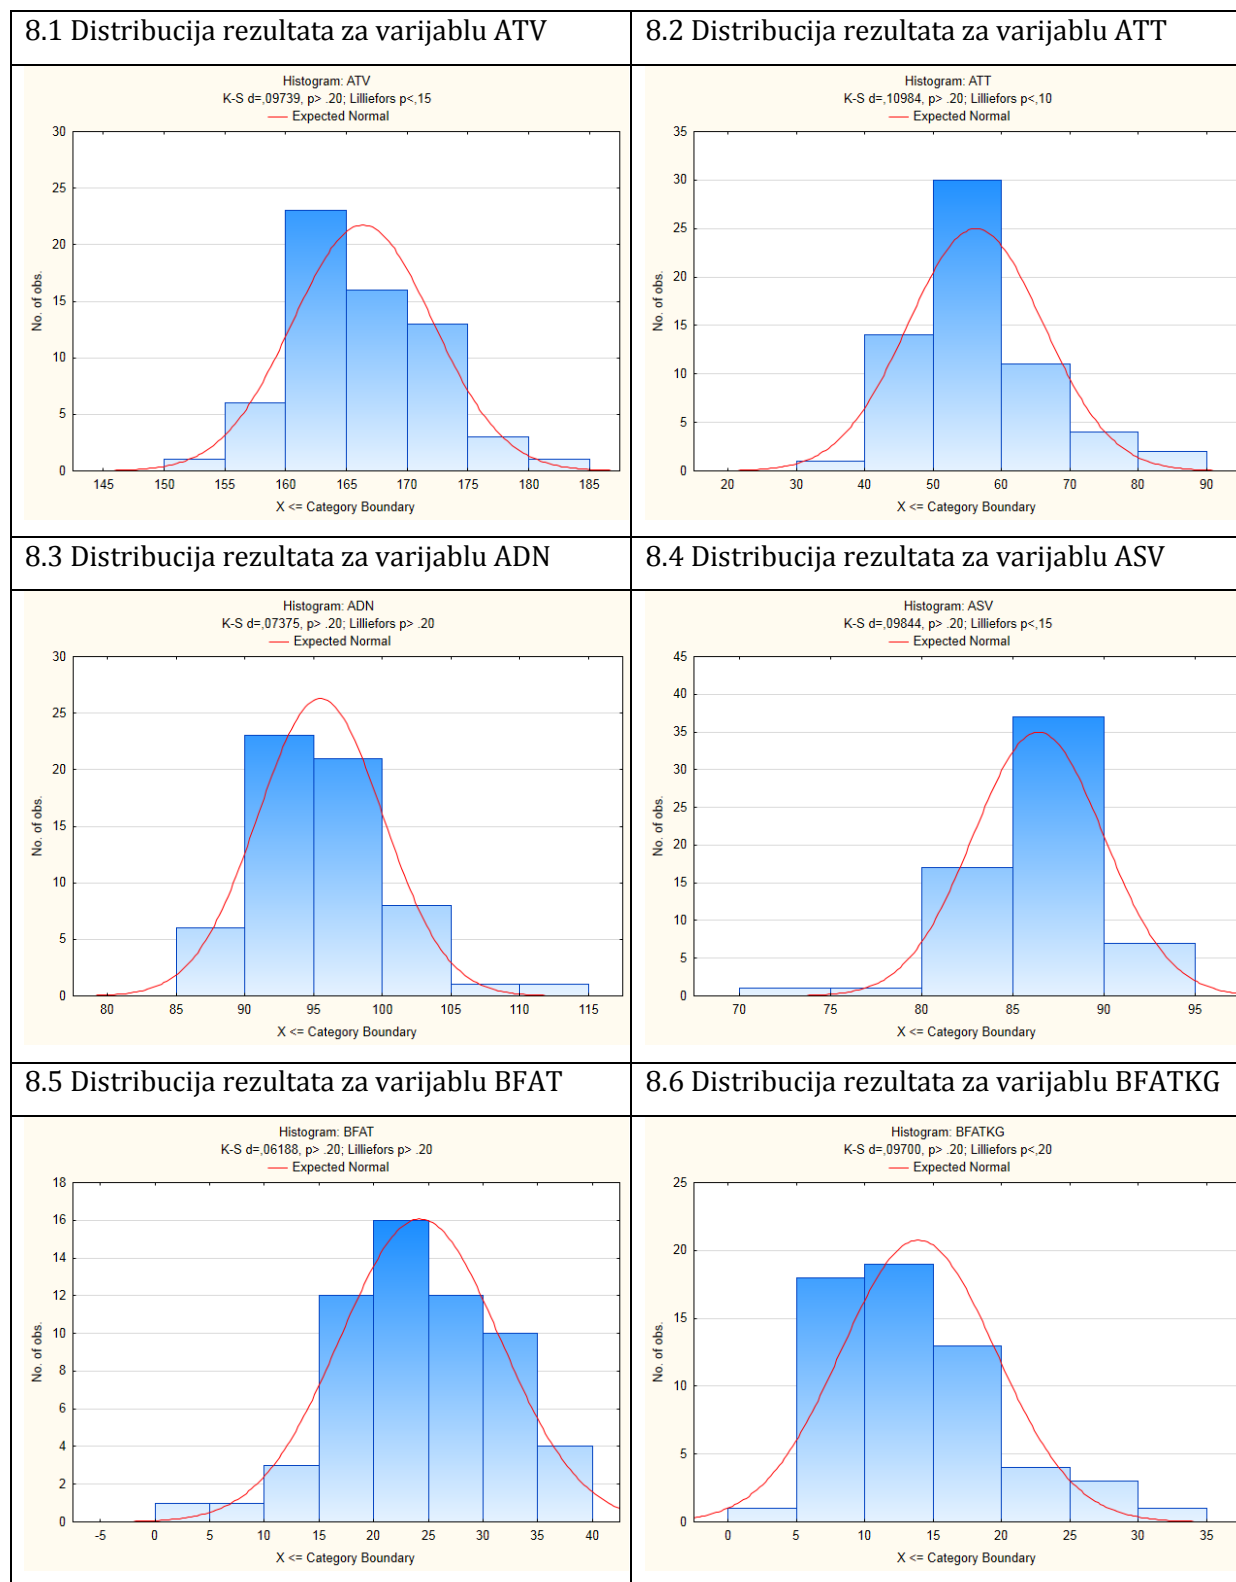 8.1 Distribucija rezultata za varijablu ATV
8.2 Distribucija rezultata za varijablu ATT
Histogram: ATV
K-S d=,09739, p> .20; Lilliefors p<,15
Expected Normal
30
25
20
15
10
5
0
No. of obs.
145 150 155 160 165 170 175 180 185
X <= Category Boundary
Histogram: ATT
K-S d=,10984, p> .20; Lilliefors p<,10
Expected Normal
35
30
25
20
15
10
5
0
No. of obs.
20 30 40 50 60 70 80 90
X <= Category Boundary
8.3 Distribucija rezultata za varijablu ADN
8.4 Distribucija rezultata za varijablu ASV
Histogram: ADN
K-S d=,07375, p> .20; Lilliefors p> .20
Expected Normal
30
25
20
15
10
5
0
No. of obs.
80 85 90 95 100 105 110 115
X <= Category Boundary
Histogram: ASV
K-S d=,09844, p> .20; Lilliefors p<,15
Expected Normal
45
40
35
30
25
20
15
10
5
0
No. of obs.
70 75 80 85 90 95
X <= Category Boundary
8.5 Distribucija rezultata za varijablu BFAT
8.6 Distribucija rezultata za varijablu BFATKG
Histogram: BFAT
K-S d=,06188, p> .20; Lilliefors p> .20
Expected Normal
18
16
14
12
10
8
6
4
2
0
No. of obs.
-5 0 5 10 15 20 25 30 35 40
X <= Category Boundary
Histogram: BFATKG
K-S d=,09700, p> .20; Lilliefors p<,20
Expected Normal
25
20
15
10
5
0
No. of obs.
0 5 10 15 20 25 30 35
X <= Category Boundary